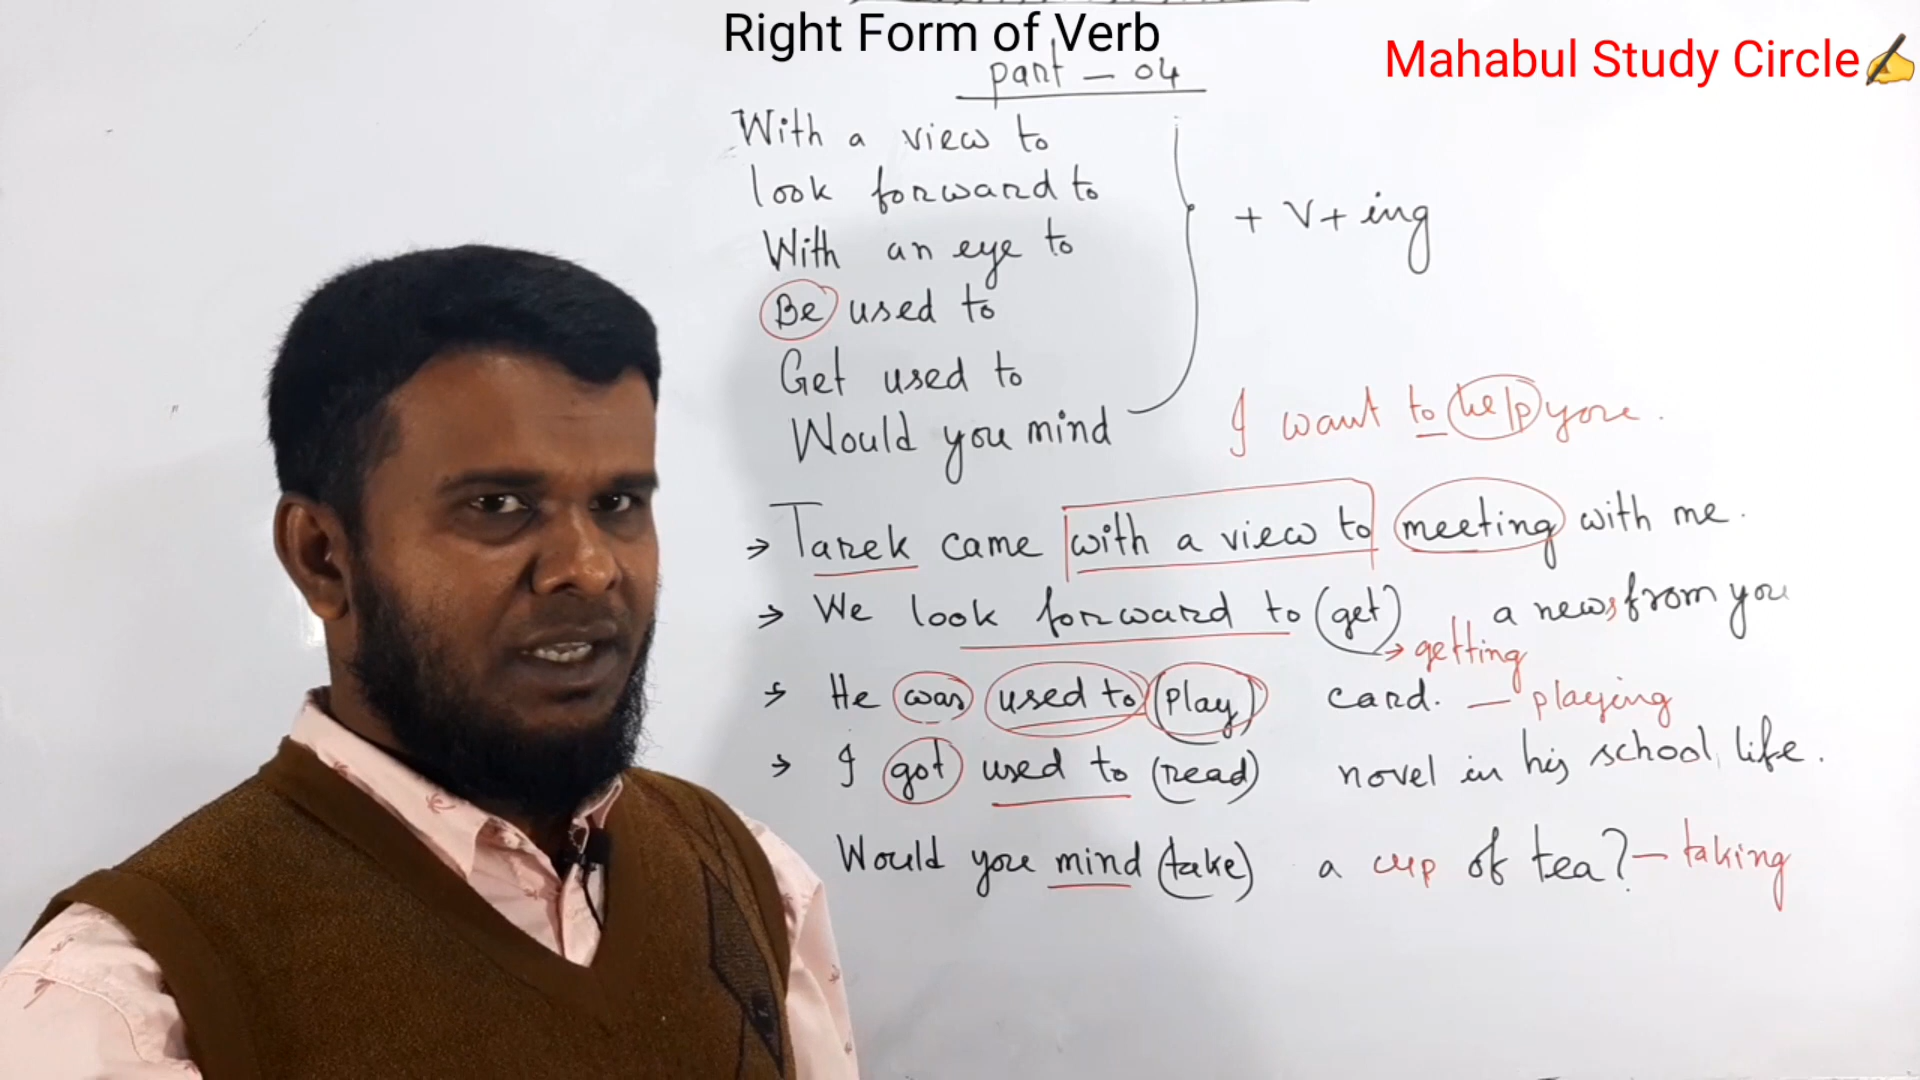 Right Form of Verb
Mahabul Study Circle✍
part - 04
With a view to
look forward to
With an eye to
Be used to
Get used to
Would you mind
+ V + ing
I want to help you.
→ Tarek came with a view to meeting with me.
→ We look forward to (get) a news from you
→ getting
→ He was used to (play) card. — playing
→ I got used to (read) novel in his school life.
Would you mind (take) a cup of tea? — taking